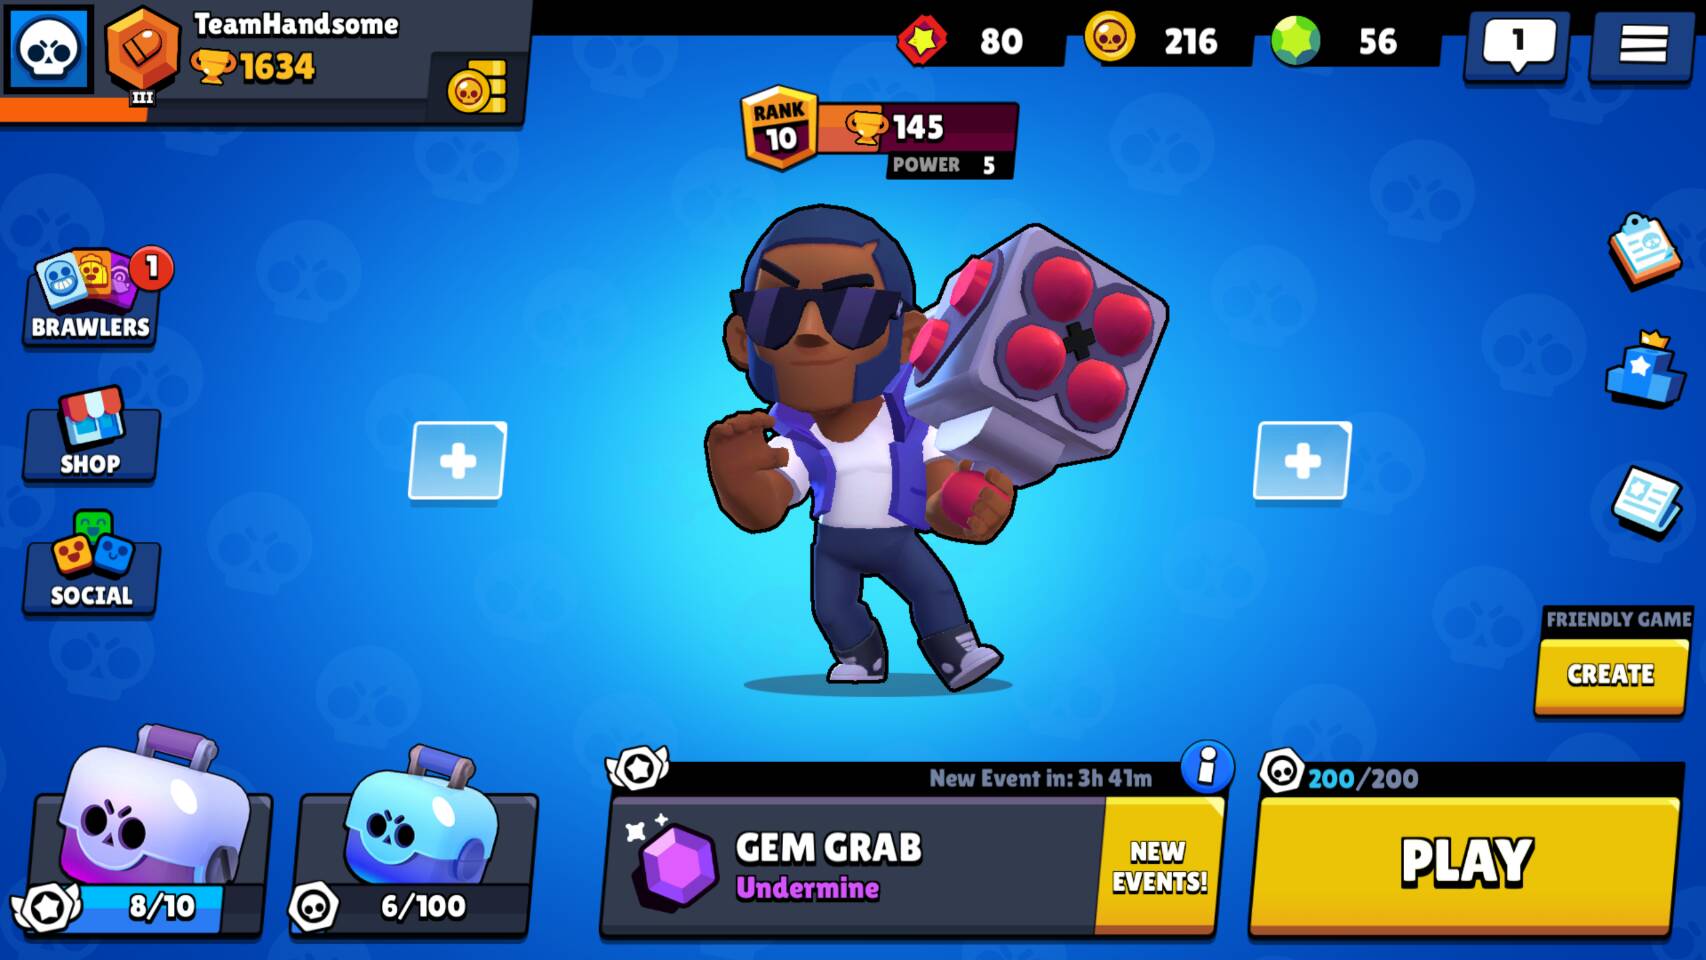 TeamHandsome
1634
III
80
216
56
1
RANK
10
145
POWER 5
1
BRAWLERS
SHOP
SOCIAL
FRIENDLY GAME
CREATE
8/10
6/100
New Event in: 3h 41m
GEM GRAB
Undermine
NEW
EVENTS!
200/200
PLAY